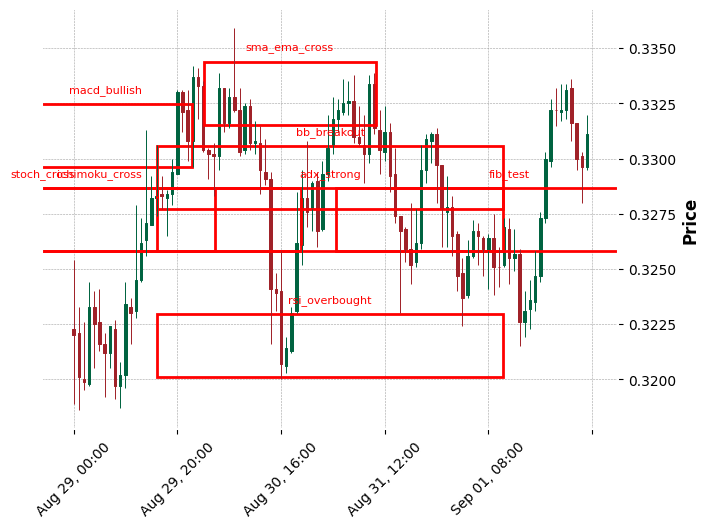 sma_ema_cross
0.3350
macd_bullish
0.3325
bb_breakout
0.3300
stoch_cross
ichimoku_cross
adx_strong
fib_test
0.3275
Price
0.3250
rsi_overbought
0.3225
0.3200
Aug 29, 00:00
Aug 29, 20:00
Aug 30, 16:00
Aug 31, 12:00
Sep 01, 08:00